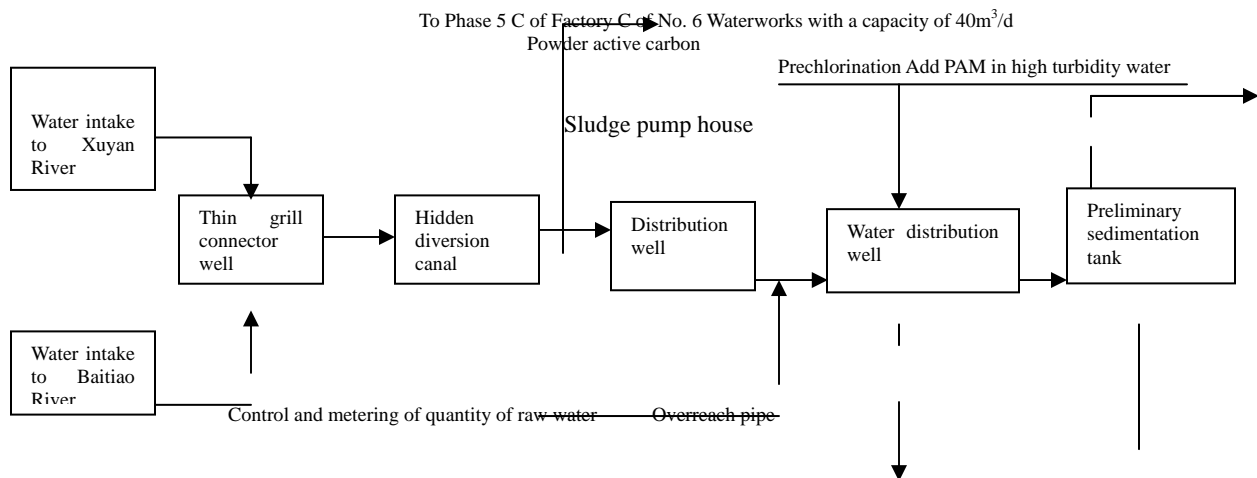 To Phase 5 C of Factory C of No. 6 Waterworks with a capacity of 40m³/d
Powder active carbon
Prechlorination Add PAM in high turbidity water
Water intake
to Xuyan
River
Sludge pump house
Thin grill
connector
well
Hidden
diversion
canal
Distribution
well
Water distribution
well
Preliminary
sedimentation
tank
Water intake
to Baitiao
River
Control and metering of quantity of raw water
Overreach pipe